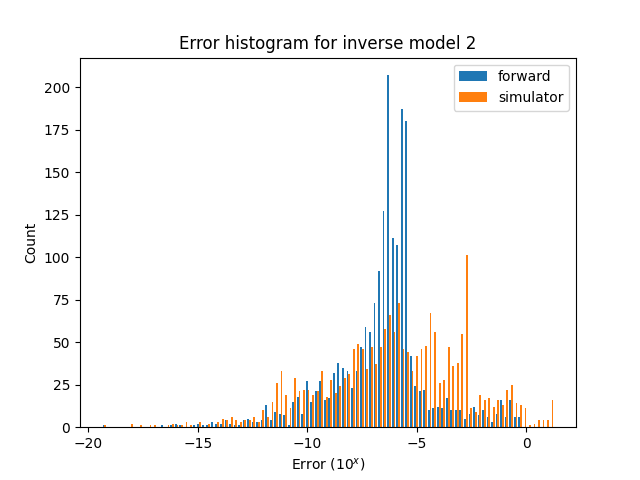 Error histogram for inverse model 2
forward
simulator
200
175
150
125
100
75
50
25
0
Count
−20
−15
−10
−5
0
Error (10^x)